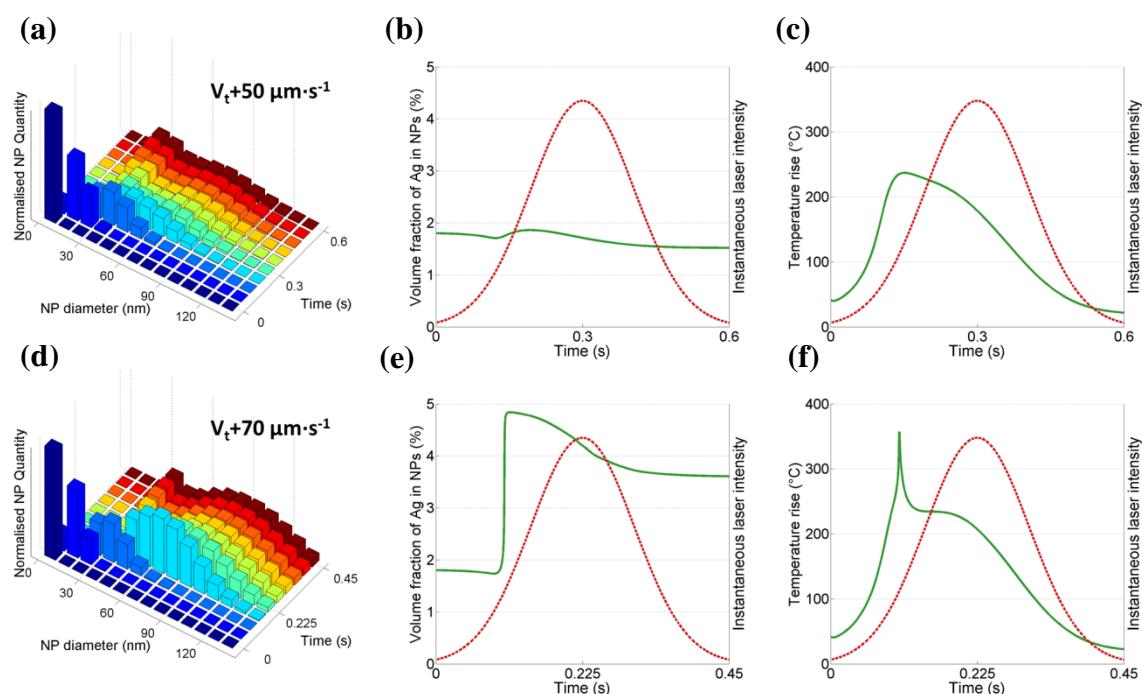 (a)
V_t+50 μm·s⁻¹
Normalised NP Quantity
20
30
60
90
120
NP diameter (nm)
0
0.3
0.6
Time (s)
(b)
Volume fraction of Ag in NPs (%)
5
4
3
2
1
0
0
0.3
0.6
Time (s)
Instantaneous laser intensity
(c)
Temperature rise (°C)
400
300
200
100
0
0
0.3
0.6
Time (s)
Instantaneous laser intensity
(d)
V_t+70 μm·s⁻¹
Normalised NP Quantity
20
30
60
90
120
NP diameter (nm)
0
0.225
0.45
Time (s)
(e)
Volume fraction of Ag in NPs (%)
5
4
3
2
1
0
0
0.225
0.45
Time (s)
Instantaneous laser intensity
(f)
Temperature rise (°C)
400
300
200
100
0
0
0.225
0.45
Time (s)
Instantaneous laser intensity